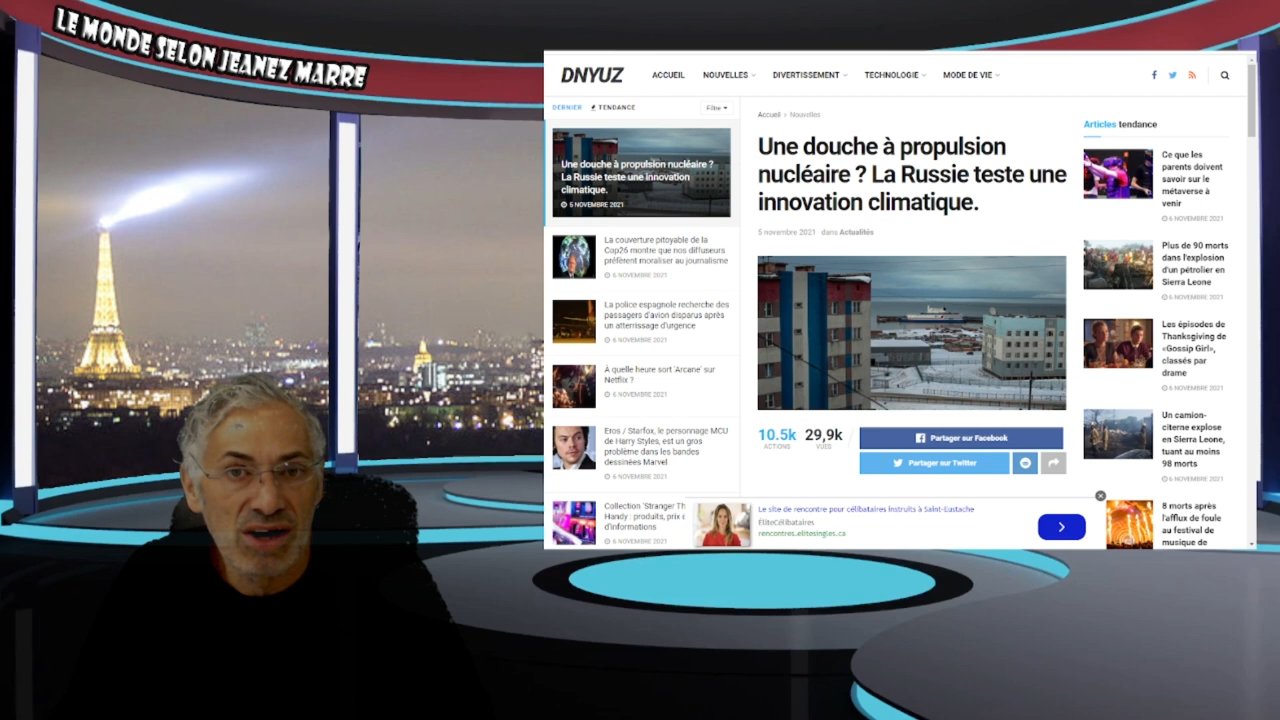 LE MONDE SELON JEANEZ MARRE
DNYUZ
ACCUEIL NOUVELLES DIVERTISSEMENT TECHNOLOGIE MODE DE VIE
DERNIER TENDANCE Filtre
Une douche à propulsion nucléaire ?
La Russie teste une innovation
climatique.
5 NOVEMBRE 2021
La couverture pitoyable de la
Cop26 montre que nos diffuseurs
préfèrent moraliser au journalisme
6 NOVEMBRE 2021
La police espagnole recherche des
passagers d'avion disparus après
un atterrissage d'urgence
6 NOVEMBRE 2021
À quelle heure sort 'Arcane' sur
Netflix ?
6 NOVEMBRE 2021
Eros / Starfox, le personnage MCU
de Harry Styles, est un gros
problème dans les bandes
dessinées Marvel
6 NOVEMBRE 2021
Collection 'Stranger Th
Handy : produits, prix e
d'informations
6 NOVEMBRE 2021
Accueil » Nouvelles
Une douche à propulsion
nucléaire ? La Russie teste une
innovation climatique.
5 novembre 2021 dans Actualités
10.5k
ACTIONS
29,9k
VUES
Partager sur Facebook
Partager sur Twitter
Le site de rencontre pour célibataires instruits à Saint-Eustache
ÉliteCélibataires
rencontres.elitesingles.ca
Articles tendance
Ce que les
parents doivent
savoir sur le
métaverse à
venir
6 NOVEMBRE 2021
Plus de 90 morts
dans l'explosion
d'un pétrolier en
Sierra Leone
6 NOVEMBRE 2021
Les épisodes de
Thanksgiving de
«Gossip Girl»,
classés par
drame
6 NOVEMBRE 2021
Un camion-
citerne explose
en Sierra Leone,
tuant au moins
98 morts
6 NOVEMBRE 2021
8 morts après
l'afflux de foule
au festival de
musique de